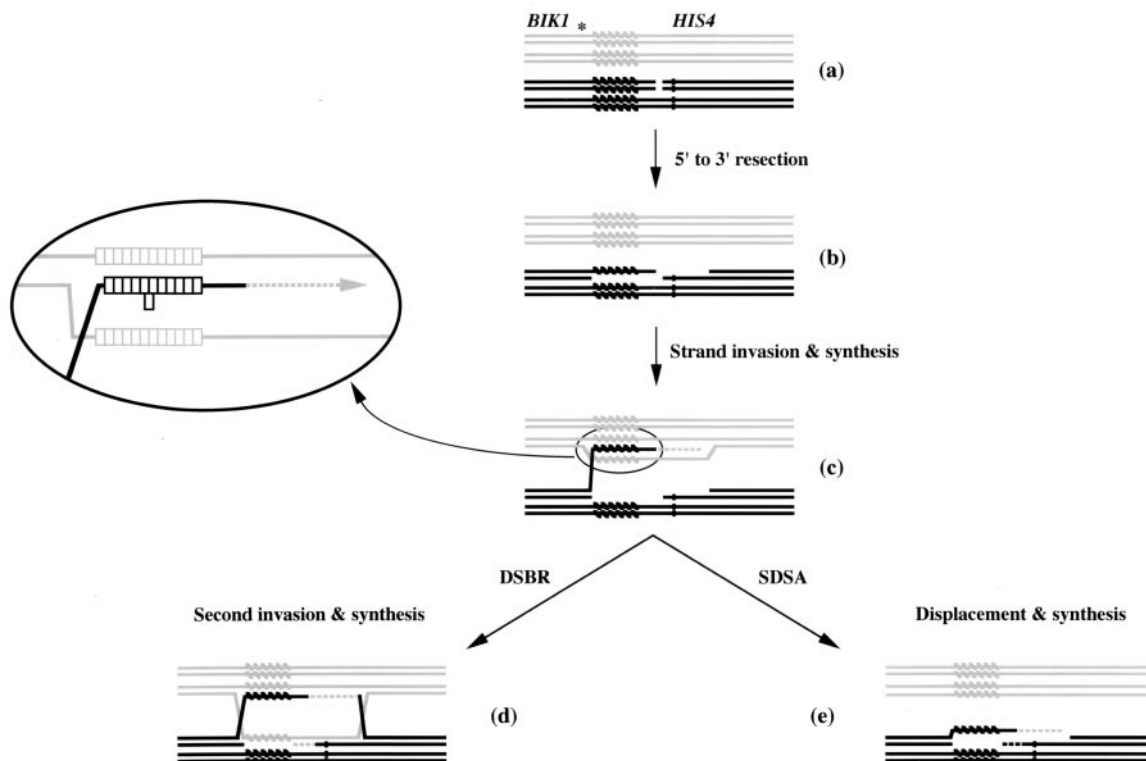 BIK1 * HIS4
(a)
5' to 3' resection
(b)
Strand invasion & synthesis
(c)
DSBR SDSA
Second invasion & synthesis Displacement & synthesis
(d) (e)